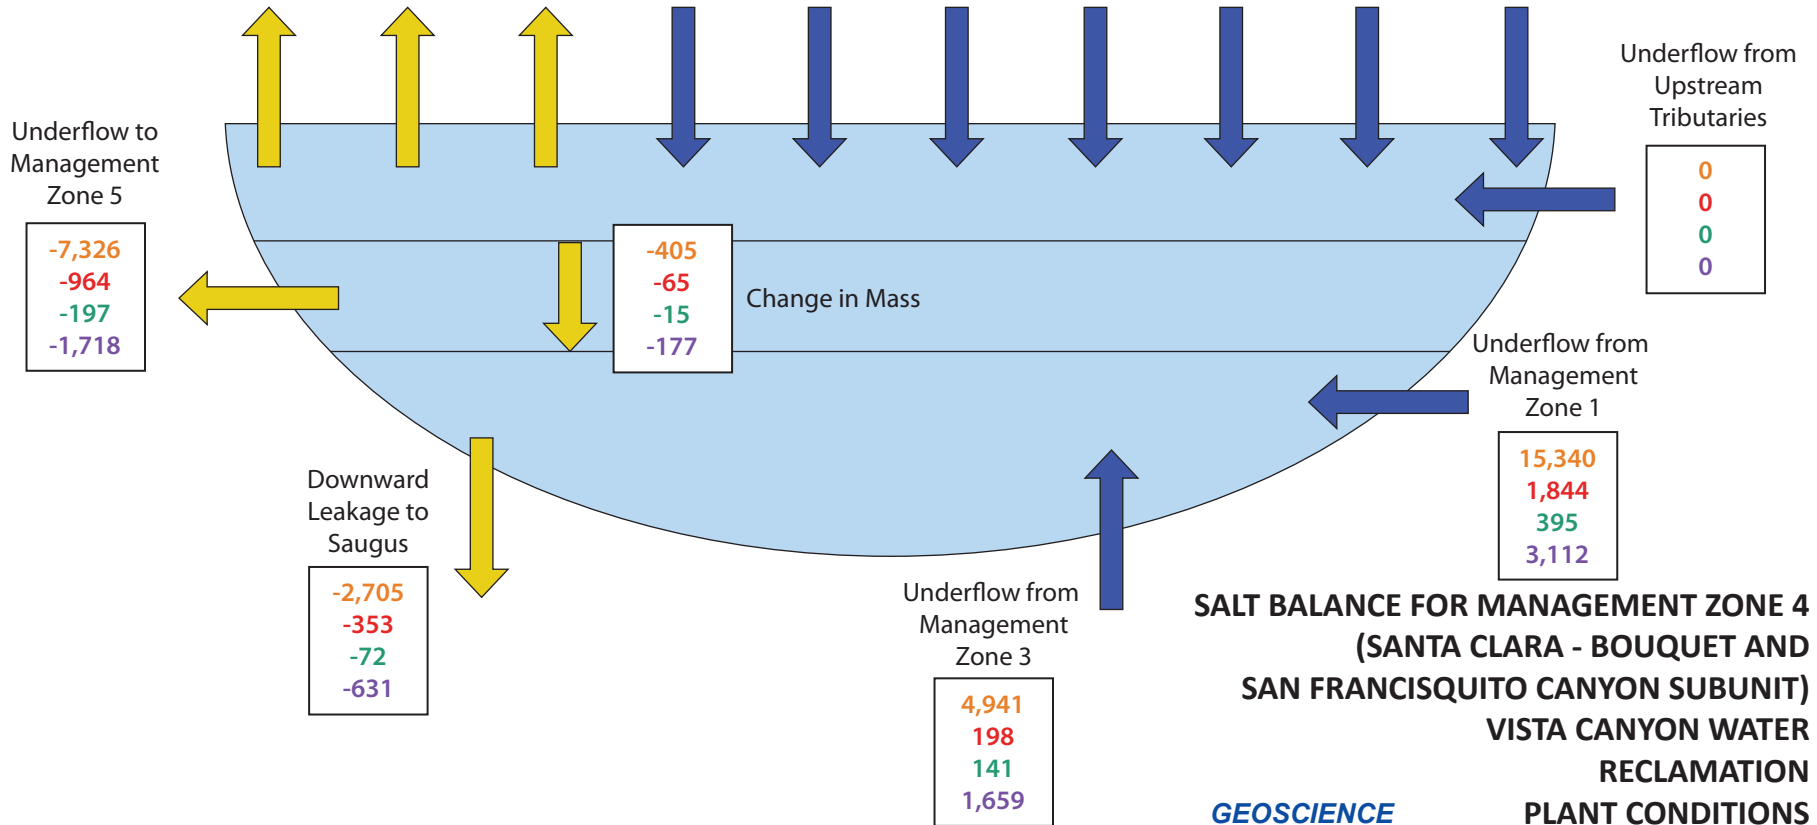 Underflow from
Upstream
Tributaries
0
0
0
0
Underflow to
Management
Zone 5
-7,326
-964
-197
-1,718
-405
-65
-15
-177
Change in Mass
Underflow from
Management
Zone 1
15,340
1,844
395
3,112
Downward
Leakage to
Saugus
-2,705
-353
-72
-631
Underflow from
Management
Zone 3
4,941
198
141
1,659
SALT BALANCE FOR MANAGEMENT ZONE 4
(SANTA CLARA - BOUQUET AND
SAN FRANCISQUITO CANYON SUBUNIT)
VISTA CANYON WATER
RECLAMATION
PLANT CONDITIONS
GEOSCIENCE